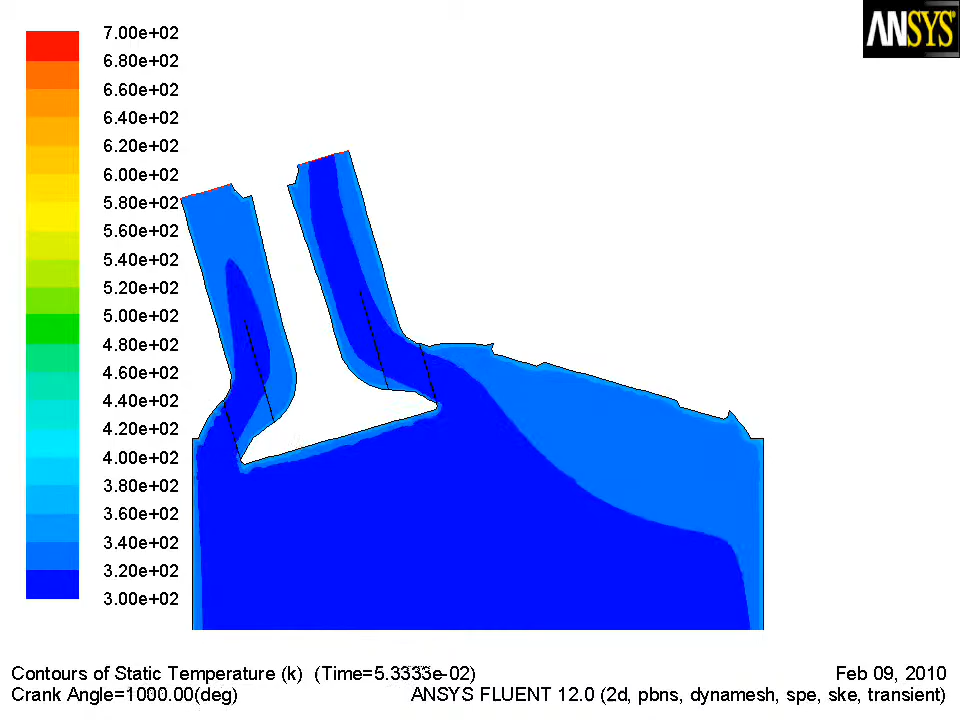 ANSYS
7.00e+02
6.80e+02
6.60e+02
6.40e+02
6.20e+02
6.00e+02
5.80e+02
5.60e+02
5.40e+02
5.20e+02
5.00e+02
4.80e+02
4.60e+02
4.40e+02
4.20e+02
4.00e+02
3.80e+02
3.60e+02
3.40e+02
3.20e+02
3.00e+02
Contours of Static Temperature (k) (Time=5.3333e-02)
Feb 09, 2010
Crank Angle=1000.00(deg)
ANSYS FLUENT 12.0 (2d, pbns, dynamesh, spe, ske, transient)